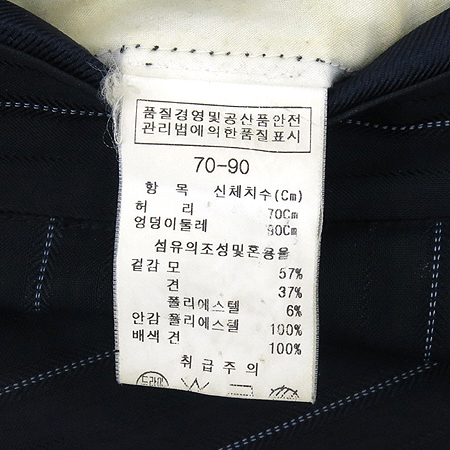 품질경영및공산품안전
관리법에의한품질표시
70-90
항 목 신체치수(Cm)
허 리 70Cm
엉덩이둘레 90Cm
섬유의조성및혼용율
겉감 모 57%
견 37%
폴리에스텔 6%
안감 폴리에스텔 100%
배색 견 100%
취급주의
드라이